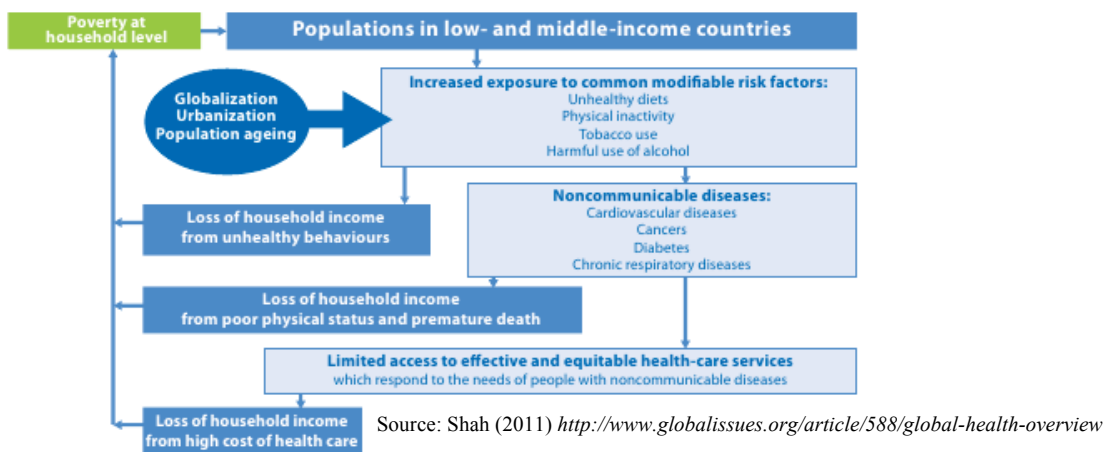 Poverty at
household level
Populations in low- and middle-income countries
Globalization
Urbanization
Population ageing
Increased exposure to common modifiable risk factors:
Unhealthy diets
Physical inactivity
Tobacco use
Harmful use of alcohol
Loss of household income
from unhealthy behaviours
Noncommunicable diseases:
Cardiovascular diseases
Cancers
Diabetes
Chronic respiratory diseases
Loss of household income
from poor physical status and premature death
Limited access to effective and equitable health-care services
which respond to the needs of people with noncommunicable diseases
Loss of household income
from high cost of health care
Source: Shah (2011) http://www.globalissues.org/article/588/global-health-overview